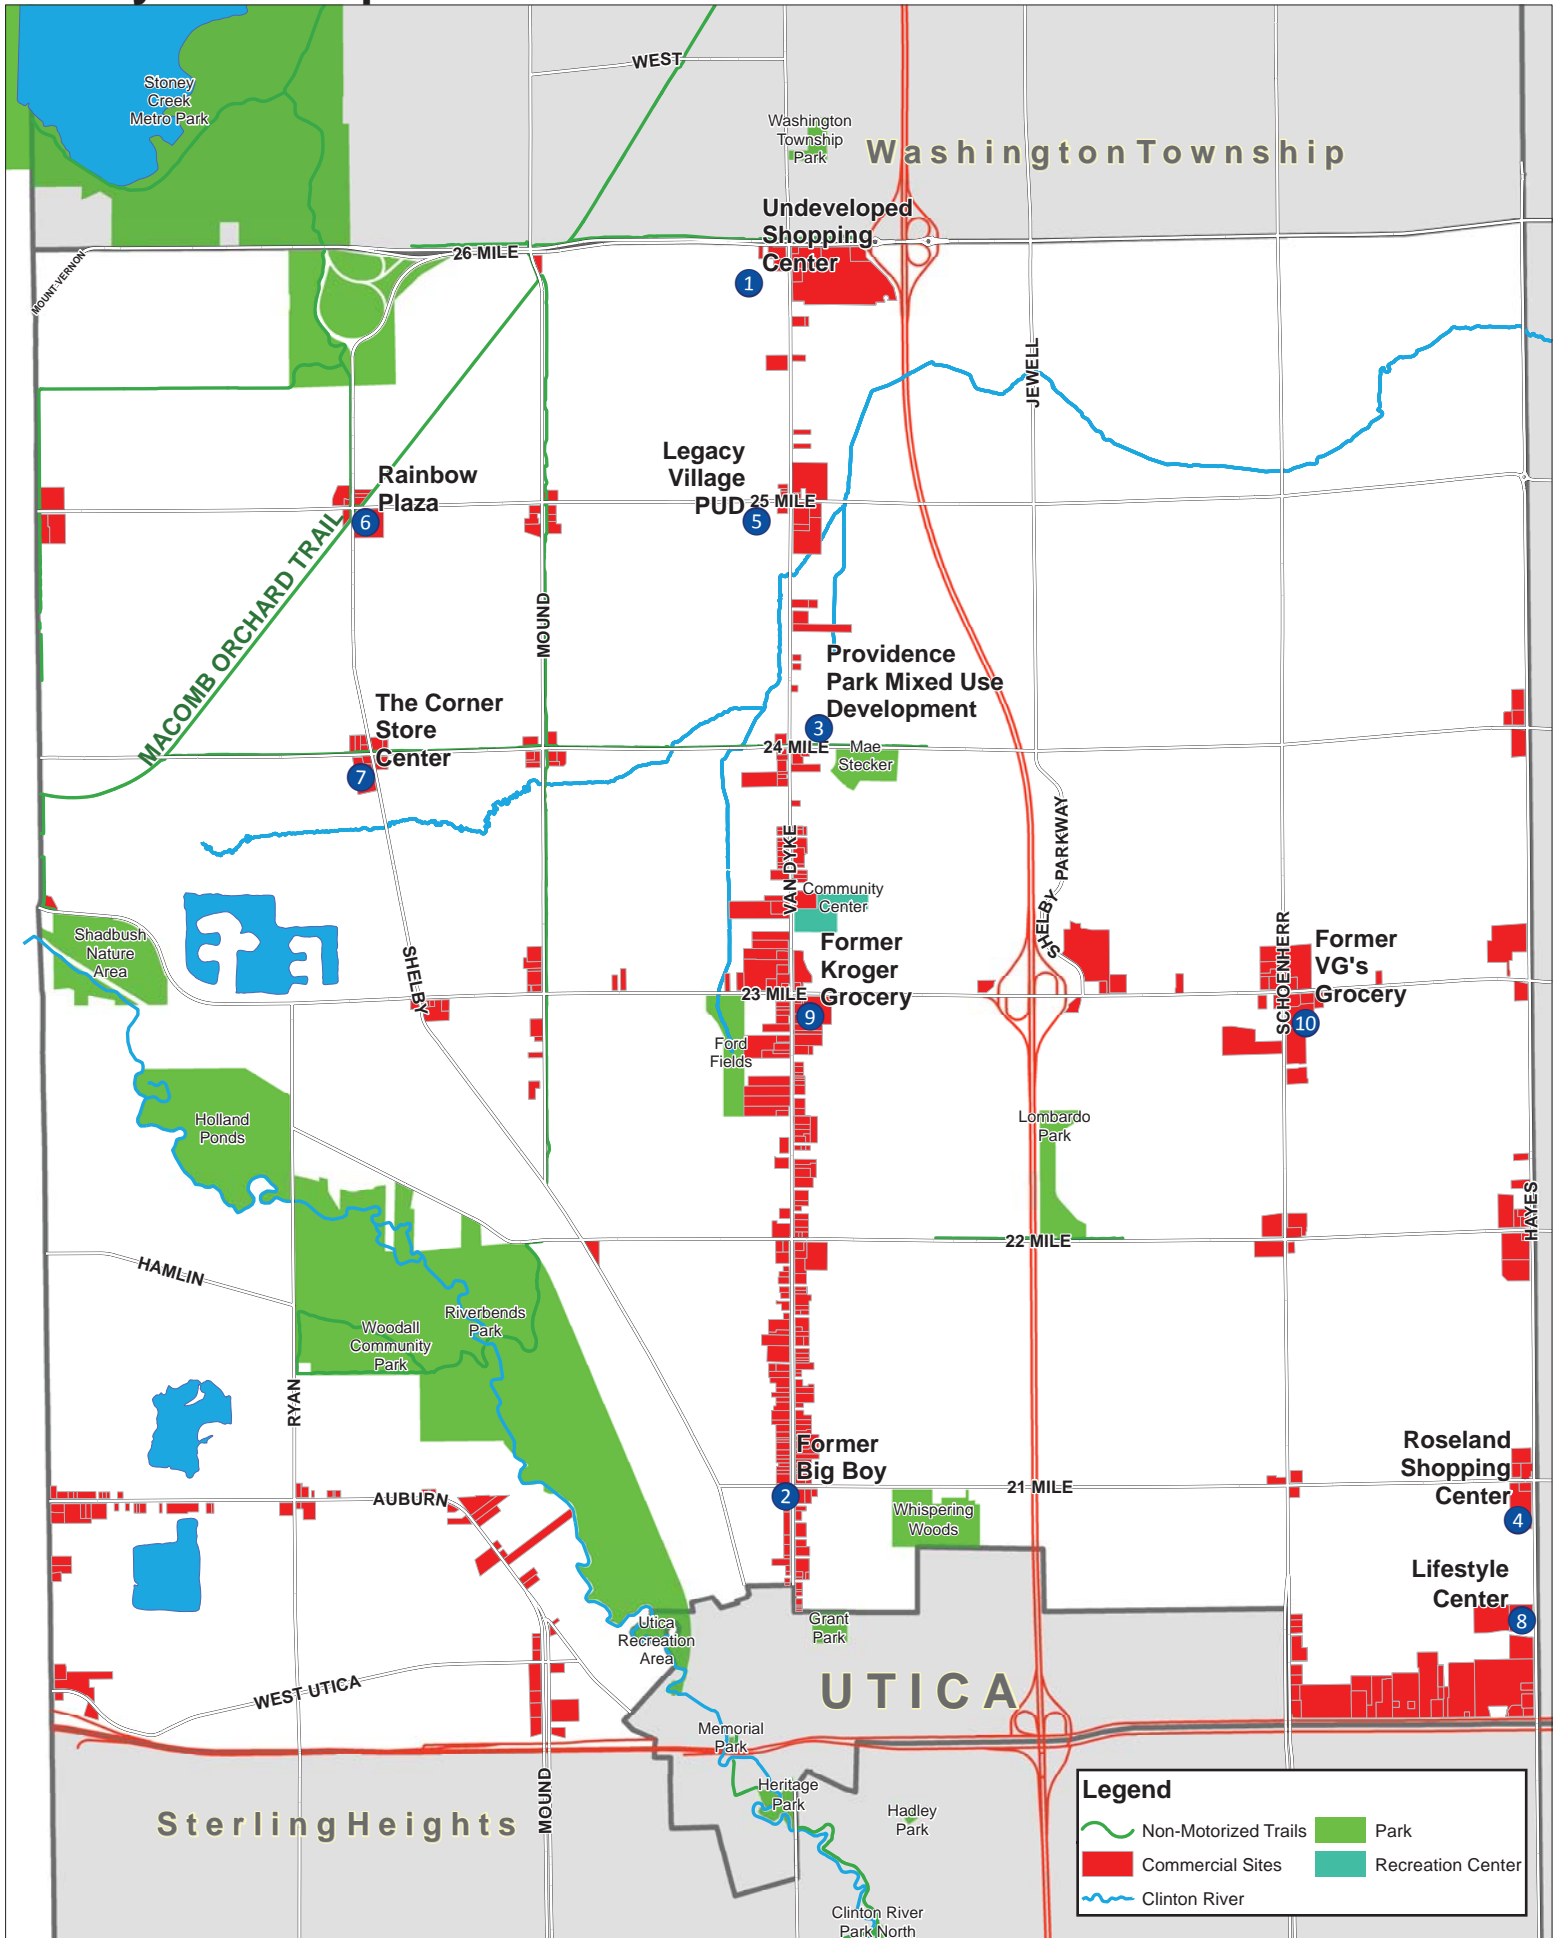 WEST
Stoney
Creek
Metro Park
Washington
Township
Park
Washington Township
Undeveloped
Shopping
Center
26 MILE
MOUNT VERNON
1
JEWELL
Legacy
Village
PUD
25 MILE
5
Rainbow
Plaza
6
MACOMB ORCHARD TRAIL
MOUND
Providence
Park Mixed Use
Development
3
The Corner
Store
Center
7
24 MILE
Mae
Stecker
SHELBY PARKWAY
VAN DYKE
Community
Center
Shadbush
Nature
Area
SHELBY
Former
Kroger
Grocery
23 MILE
9
SCHOENHERR
Former
VG's
Grocery
10
Ford
Fields
Holland
Ponds
Lombardo
Park
HAYES
22 MILE
HAMLIN
Riverbends
Park
Woodall
Community
Park
RYAN
Former
Big Boy
2
Roseland
Shopping
Center
4
21 MILE
AUBURN
Whispering
Woods
Lifestyle
Center
8
Utica
Recreation
Area
Grant
Park
UTICA
WEST UTICA
Memorial
Park
MOUND
Heritage
Park
Hadley
Park
Sterling Heights
Clinton River
Park North
Legend
Non-Motorized Trails
Park
Commercial Sites
Recreation Center
Clinton River